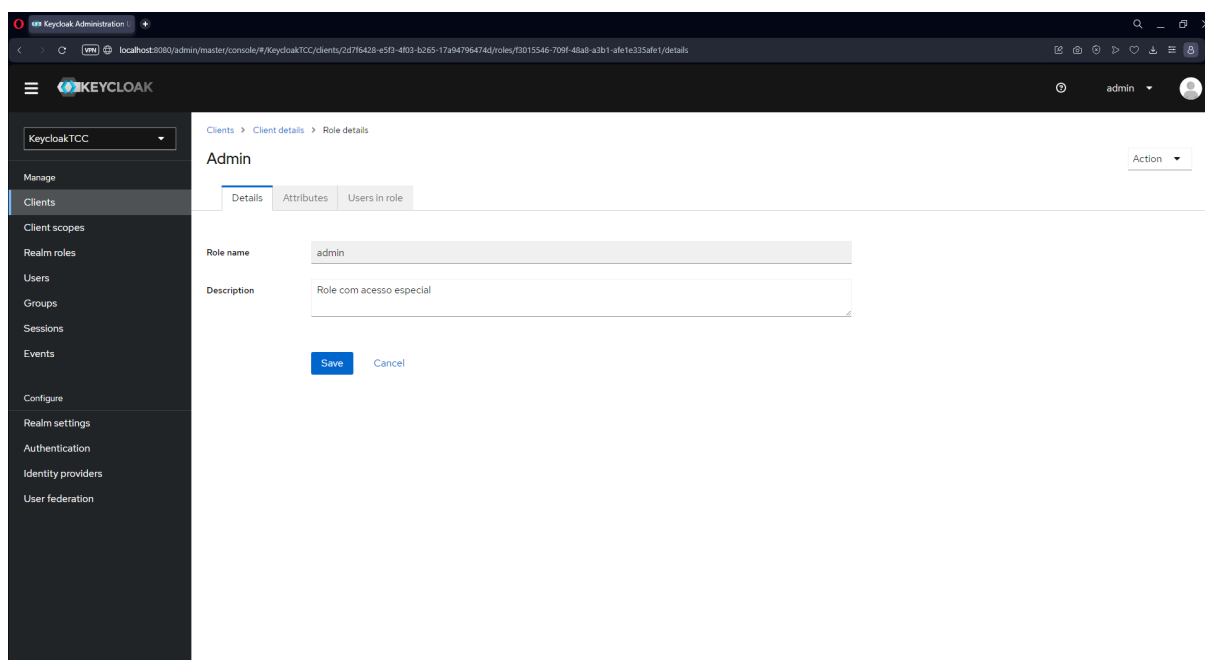 Keycloak Administration U
VPN localhost:8080/admin/master/console/#/KeycloakTCC/clients/2d7f6428-e5f3-4f03-b265-17a94796474d/roles/f3015546-709f-48a8-a3b1-afe1e335afe1/details
KEYCLOAK
admin
KeycloakTCC
Manage
Clients
Client scopes
Realm roles
Users
Groups
Sessions
Events
Configure
Realm settings
Authentication
Identity providers
User federation
Clients > Client details > Role details
Admin
Action
Details Attributes Users in role
Role name admin
Description Role com acesso especial
Save Cancel